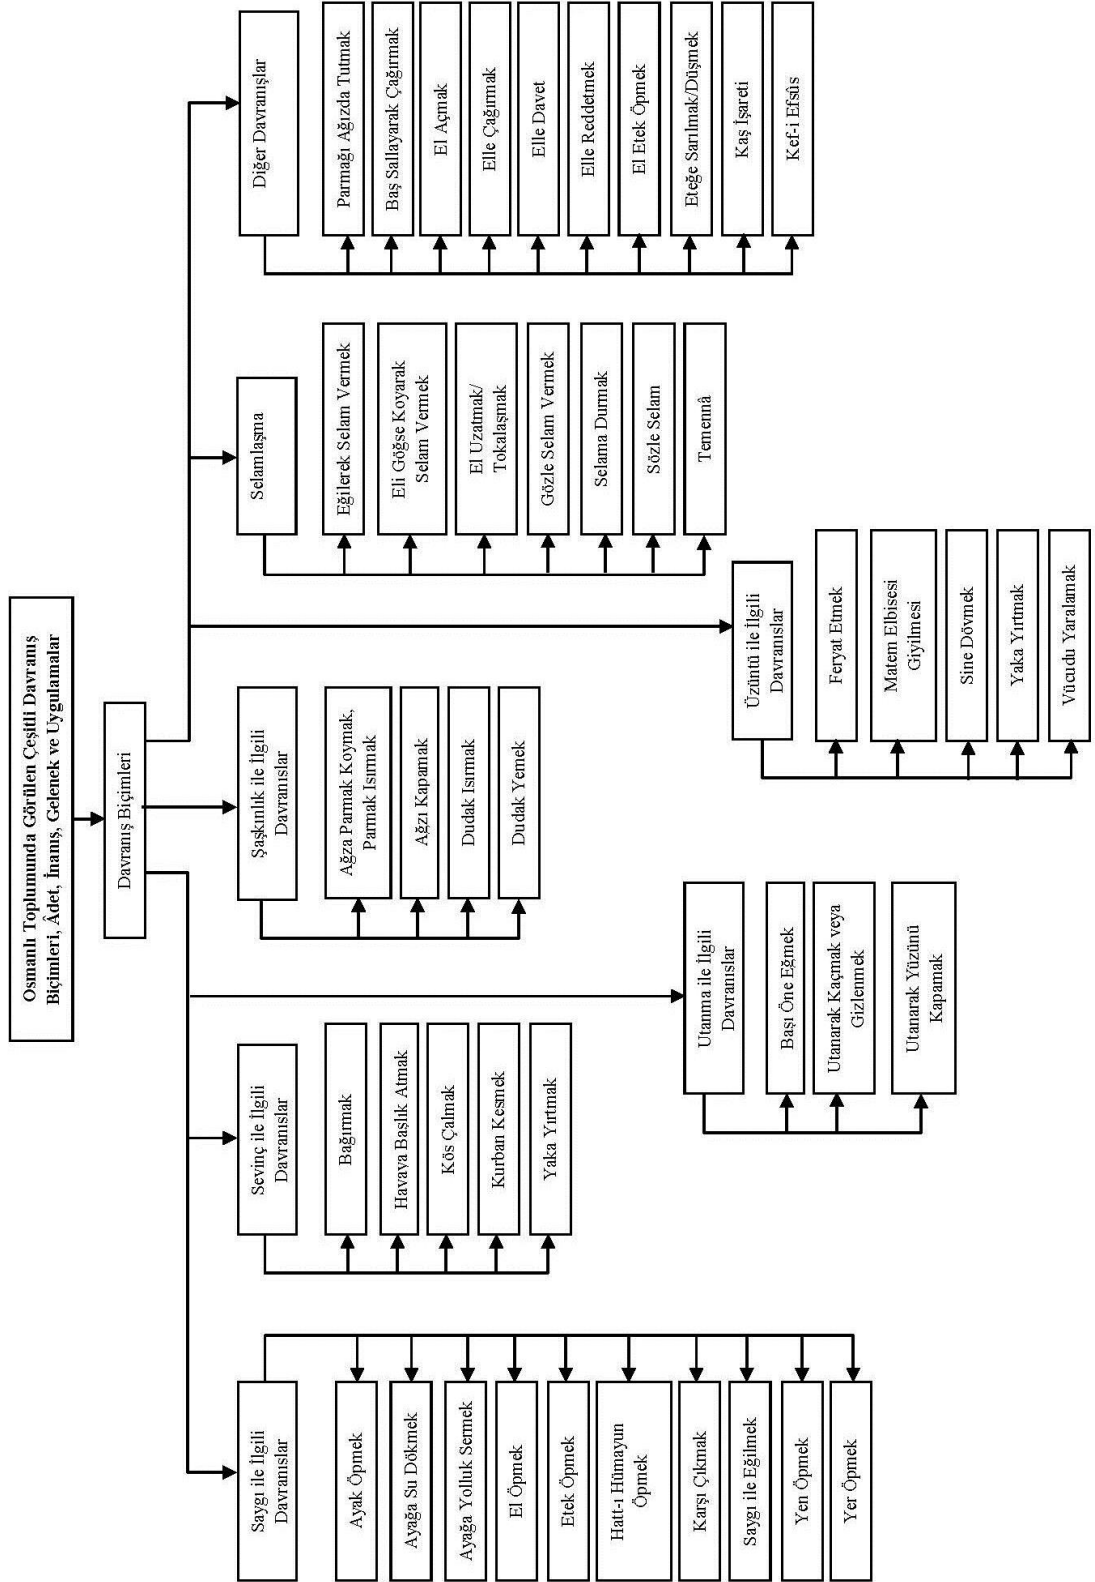 Osmanlı Toplumunda Görülen Çeşitli Davranış
Biçimleri, Âdet, İnanış, Gelenek ve Uygulamalar
Davranış Biçimleri
Saygı ile İlgili
Davranıslar
Ayak Öpmek
Ayağa Su Dökmek
Ayağa Yolluk Sermek
El Öpmek
Etek Öpmek
Hatt-ı Hümayun
Öpmek
Karşı Çıkmak
Saygı ile Eğilmek
Yen Öpmek
Yer Öpmek
Sevinç ile İlgili
Davranıslar
Bağırmak
Havaya Başlık Atmak
Kös Çalmak
Kurban Kesmek
Yaka Yırtmak
Utanma ile İlgili
Davranıslar
Başı Öne Eğmek
Utanarak Kaçmak veya
Gizlenmek
Utanarak Yüzünü
Kapamak
Şaşkınlık ile İlgili
Davranıslar
Ağza Parmak Koymak,
Parmak Isırmak
Ağzı Kapamak
Dudak Isırmak
Dudak Yemek
Üzüntü ile İlgili
Davranıslar
Feryat Etmek
Matem Elbisesi
Giyilmesi
Sine Dövmek
Yaka Yırtmak
Vücudu Yaralamak
Selamlaşma
Eğilerek Selam Vermek
Eli Göğse Koyarak
Selam Vermek
El Uzatmak/
Tokalaşmak
Gözle Selam Vermek
Selama Durmak
Sözle Selam
Temennâ
Diğer Davranışlar
Parmağı Ağızda Tutmak
Baş Sallayarak Çağırmak
El Açmak
Elle Çağırmak
Elle Davet
Elle Reddetmek
El Etek Öpmek
Eteğe Sarılmak/Düşmek
Kaş İşareti
Kef-i Efsûs